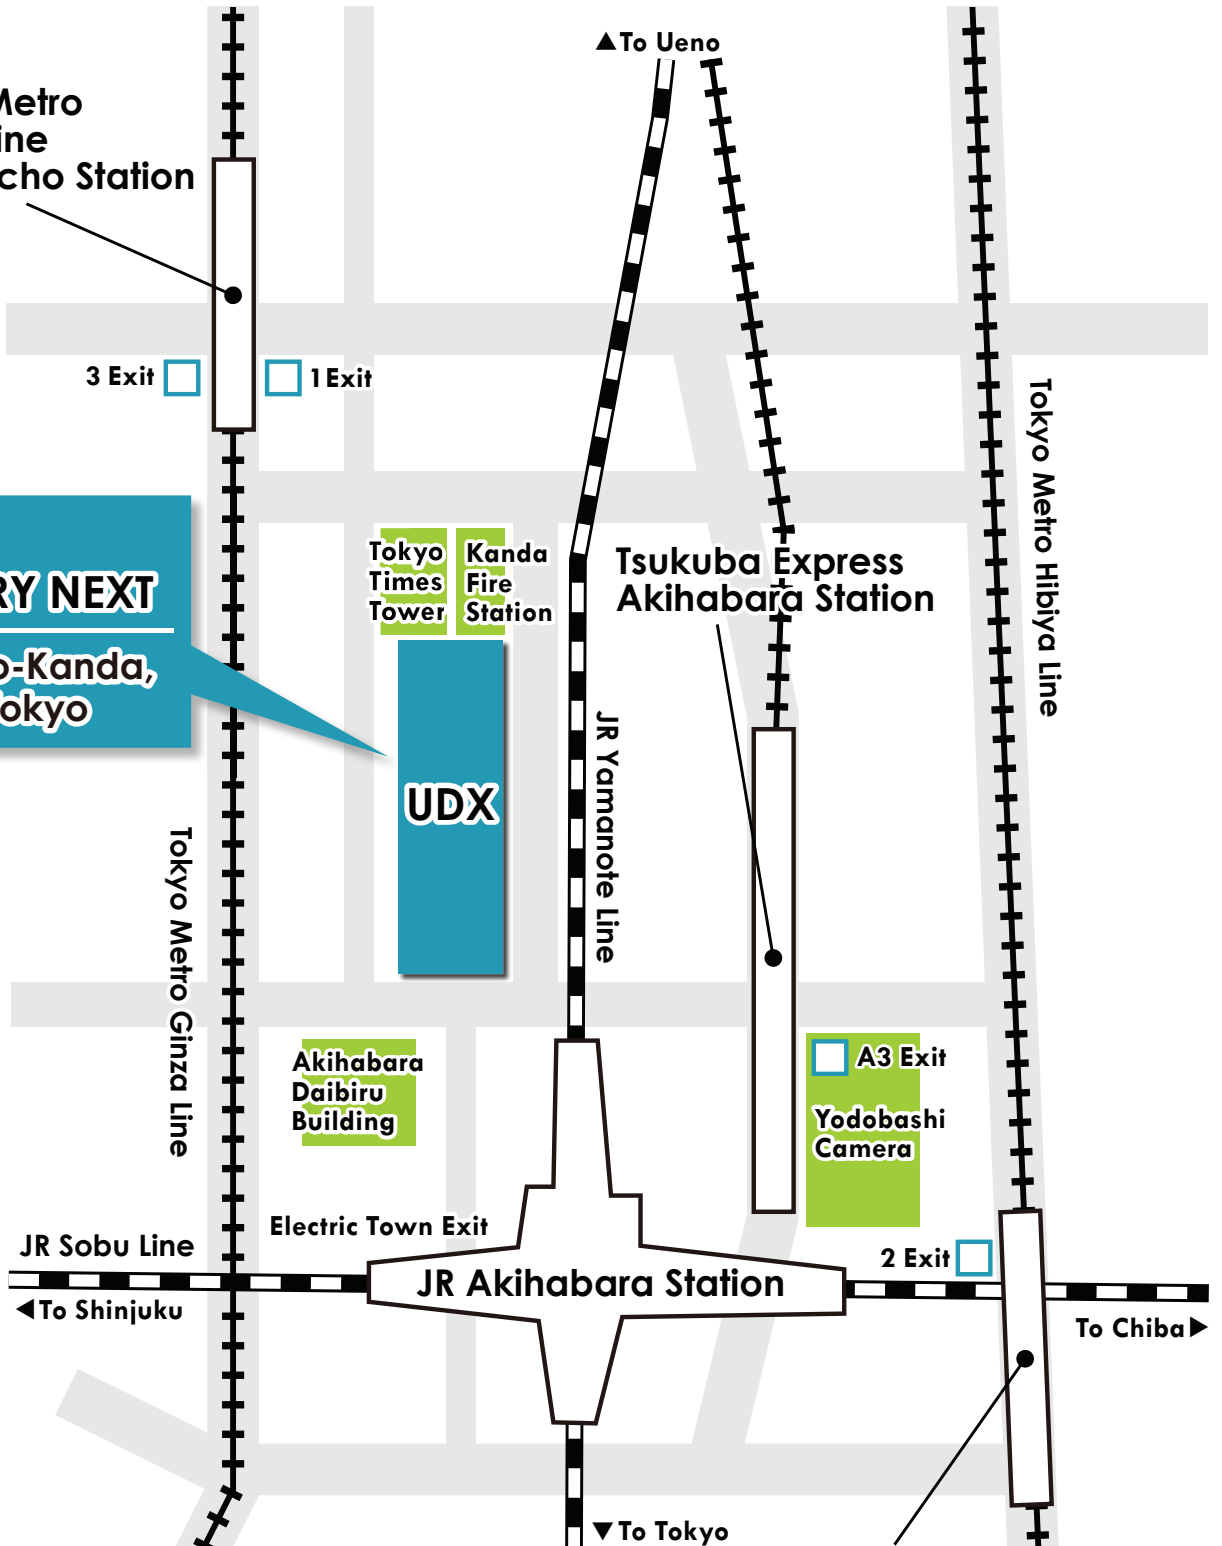 ▲To Ueno
Metro
ine
cho Station
3 Exit
1 Exit
Tokyo Metro Hibiya Line
RY NEXT
o-Kanda,
okyo
Tokyo
Times
Tower
Kanda
Fire
Station
Tsukuba Express
Akihabara Station
UDX
JR Yamanote Line
Tokyo Metro Ginza Line
Akihabara
Daibiru
Building
A3 Exit
Yodobashi
Camera
Electric Town Exit
JR Sobu Line
2 Exit
JR Akihabara Station
◀To Shinjuku
To Chiba▶
▼To Tokyo